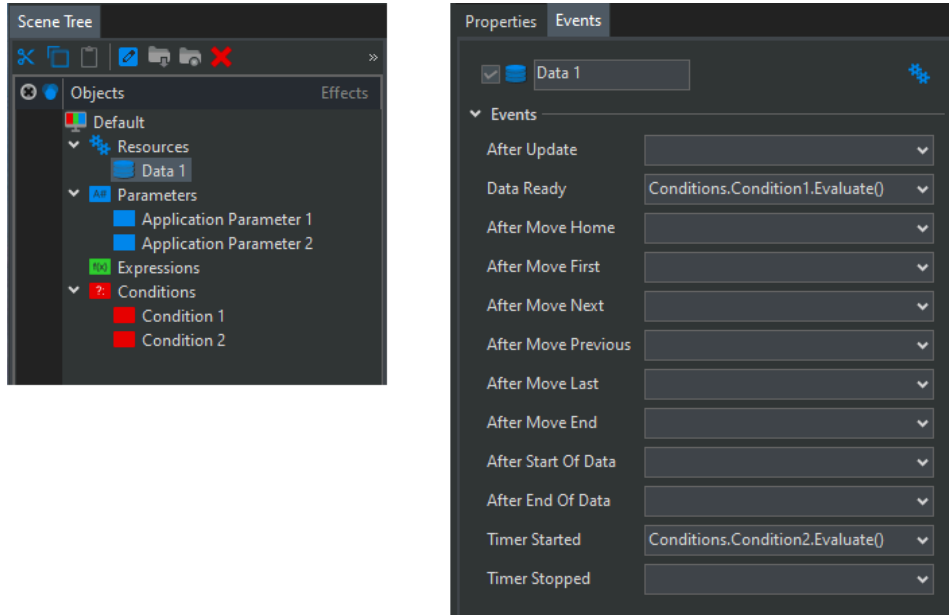 Scene Tree
»
Objects Effects
Default
Resources
Data 1
A# Parameters
Application Parameter 1
Application Parameter 2
f(x) Expressions
?: Conditions
Condition 1
Condition 2
Properties Events
Data 1
Events
After Update
Data Ready Conditions.Condition1.Evaluate()
After Move Home
After Move First
After Move Next
After Move Previous
After Move Last
After Move End
After Start Of Data
After End Of Data
Timer Started Conditions.Condition2.Evaluate()
Timer Stopped